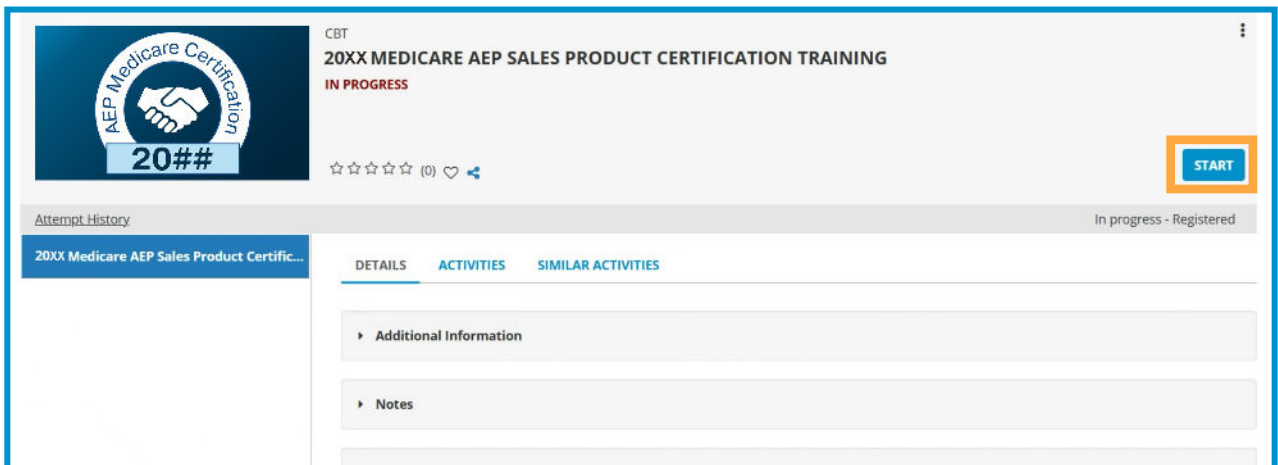 AEP Medicare Certification
20##
CBT
20XX MEDICARE AEP SALES PRODUCT CERTIFICATION TRAINING
IN PROGRESS
(0)
START
Attempt History
In progress - Registered
20XX Medicare AEP Sales Product Certific...
DETAILS ACTIVITIES SIMILAR ACTIVITIES
Additional Information
Notes